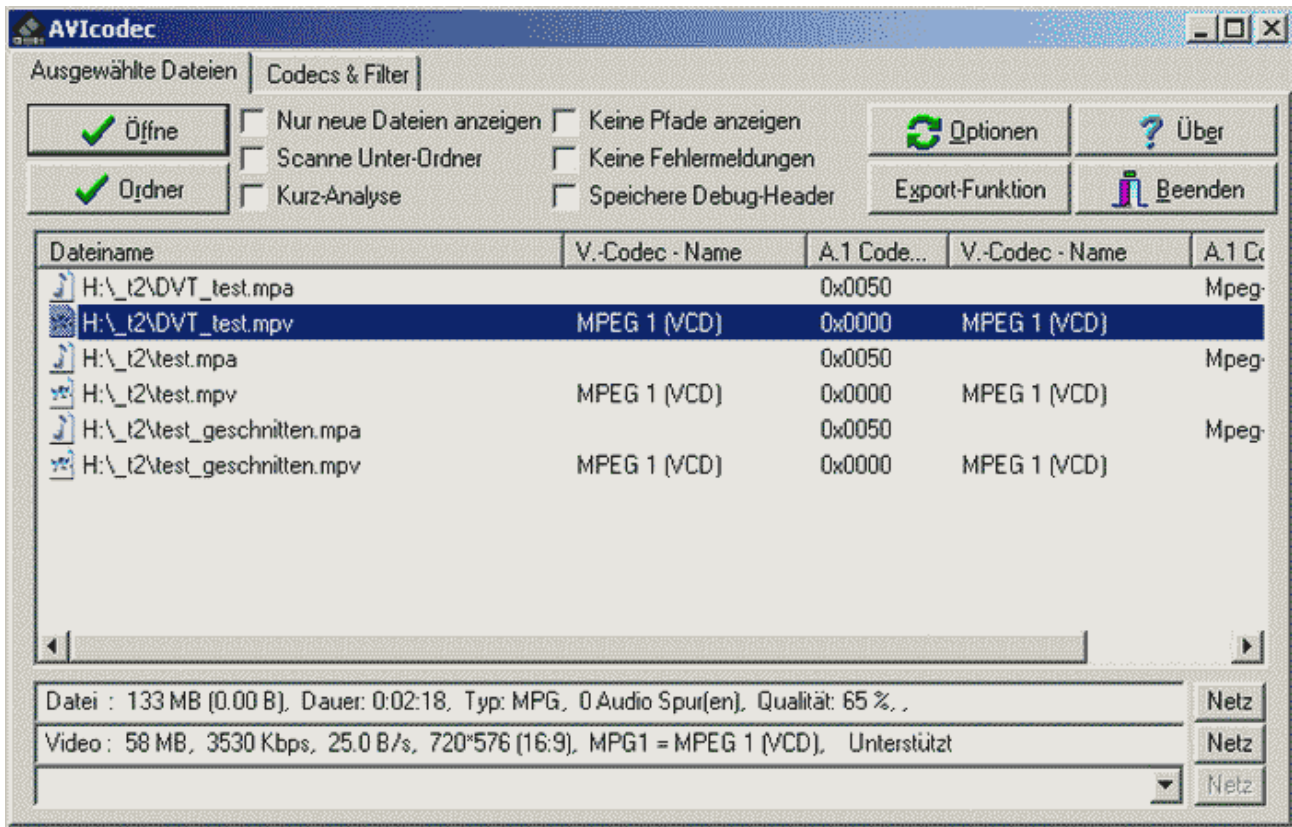 AVIcodec
Ausgewählte Dateien Codecs & Filter
Öffne Nur neue Dateien anzeigen Keine Pfade anzeigen Optionen Über
Scanne Unter-Ordner Keine Fehlermeldungen
Ordner Kurz-Analyse Speichere Debug-Header Export-Funktion Beenden
Dateiname V.-Codec - Name A.1 Code... V.-Codec - Name A.1 Co
H:\_t2\DVT_test.mpa 0x0050 Mpeg-
H:\_t2\DVT_test.mpv MPEG 1 (VCD) 0x0000 MPEG 1 (VCD)
H:\_t2\test.mpa 0x0050 Mpeg-
H:\_t2\test.mpv MPEG 1 (VCD) 0x0000 MPEG 1 (VCD)
H:\_t2\test_geschnitten.mpa 0x0050 Mpeg-
H:\_t2\test_geschnitten.mpv MPEG 1 (VCD) 0x0000 MPEG 1 (VCD)
Datei : 133 MB (0.00 B), Dauer: 0:02:18, Typ: MPG, 0 Audio Spur(en), Qualität: 65 %, , Netz
Video : 58 MB, 3530 Kbps, 25.0 B/s, 720*576 (16:9), MPG1 = MPEG 1 (VCD), Unterstützt Netz
Netz